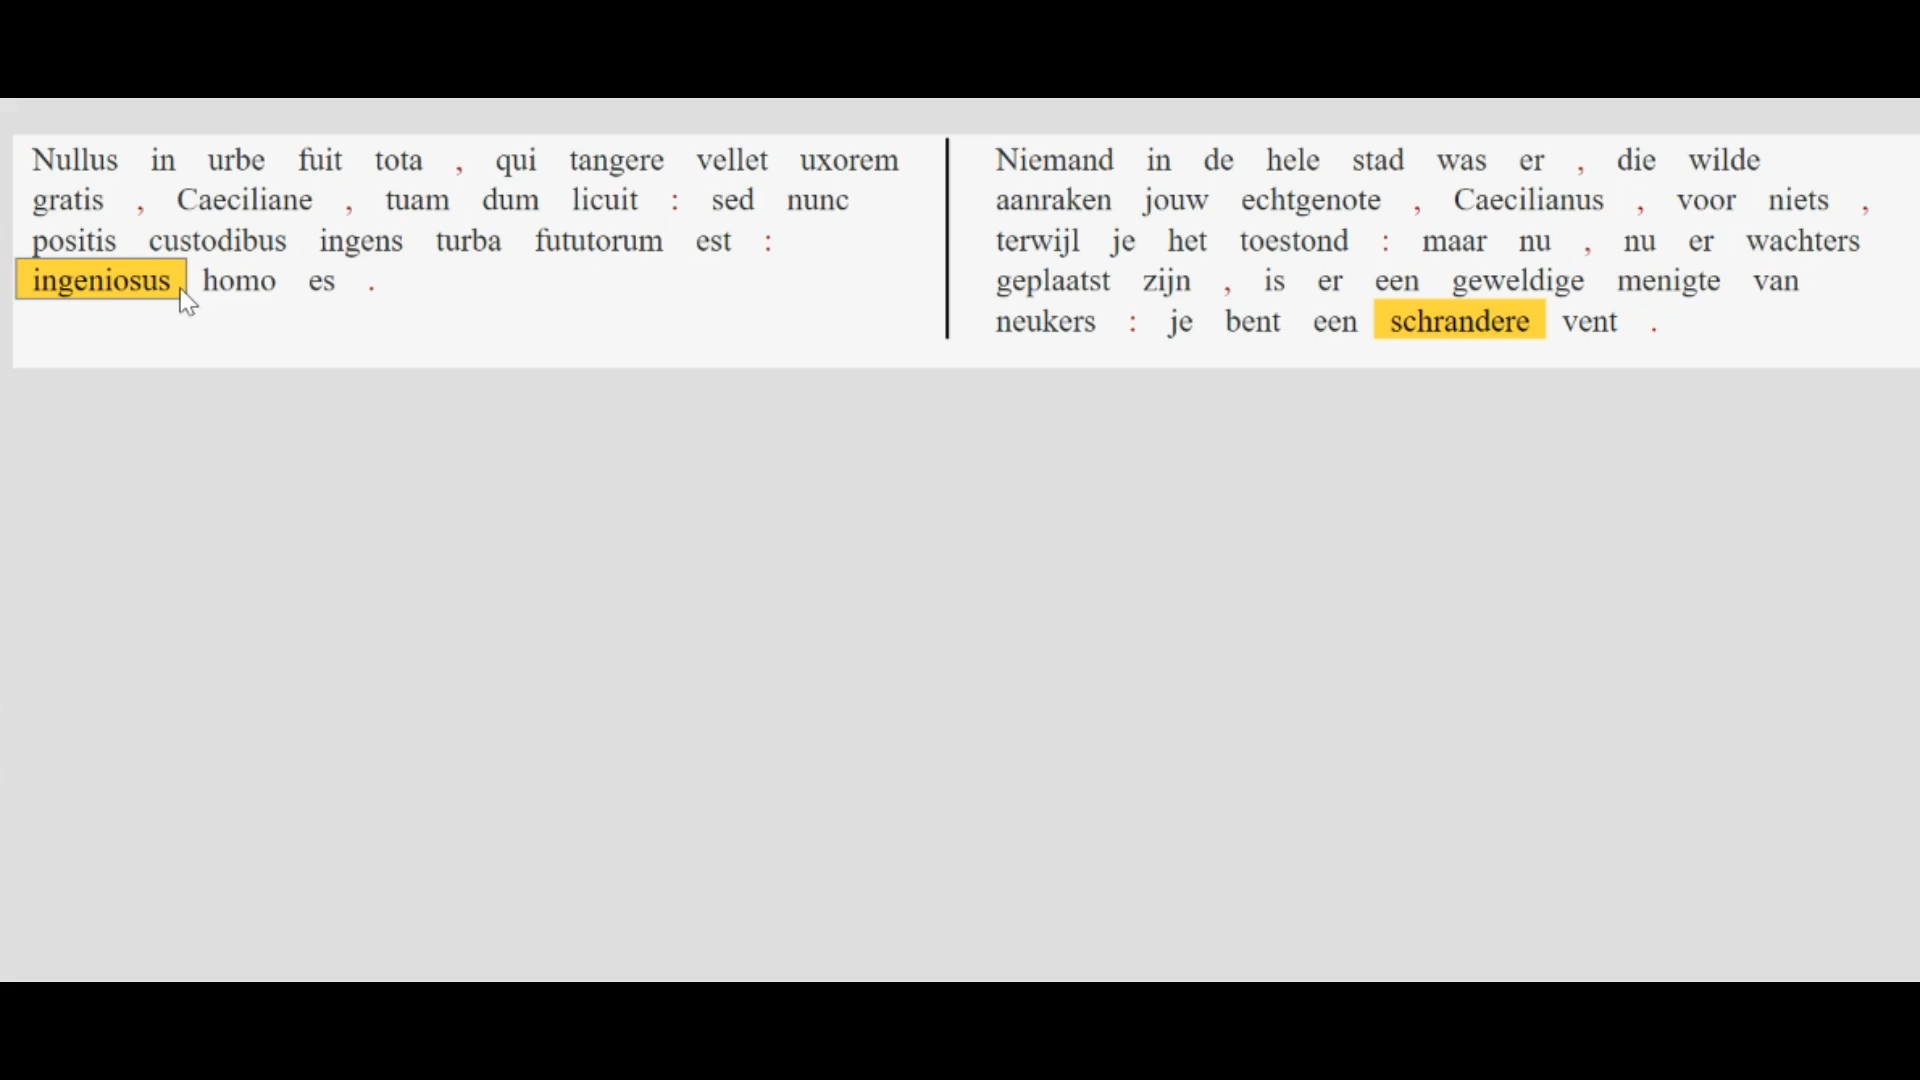 Nullus in urbe fuit tota , qui tangere vellet uxorem
gratis , Caeciliane , tuam dum licuit : sed nunc
positis custodibus ingens turba fututorum est :
ingeniosus homo es .
Niemand in de hele stad was er , die wilde
aanraken jouw echtgenote , Caecilianus , voor niets ,
terwijl je het toestond : maar nu , nu er wachters
geplaatst zijn , is er een geweldige menigte van
neukers : je bent een schrandere vent .